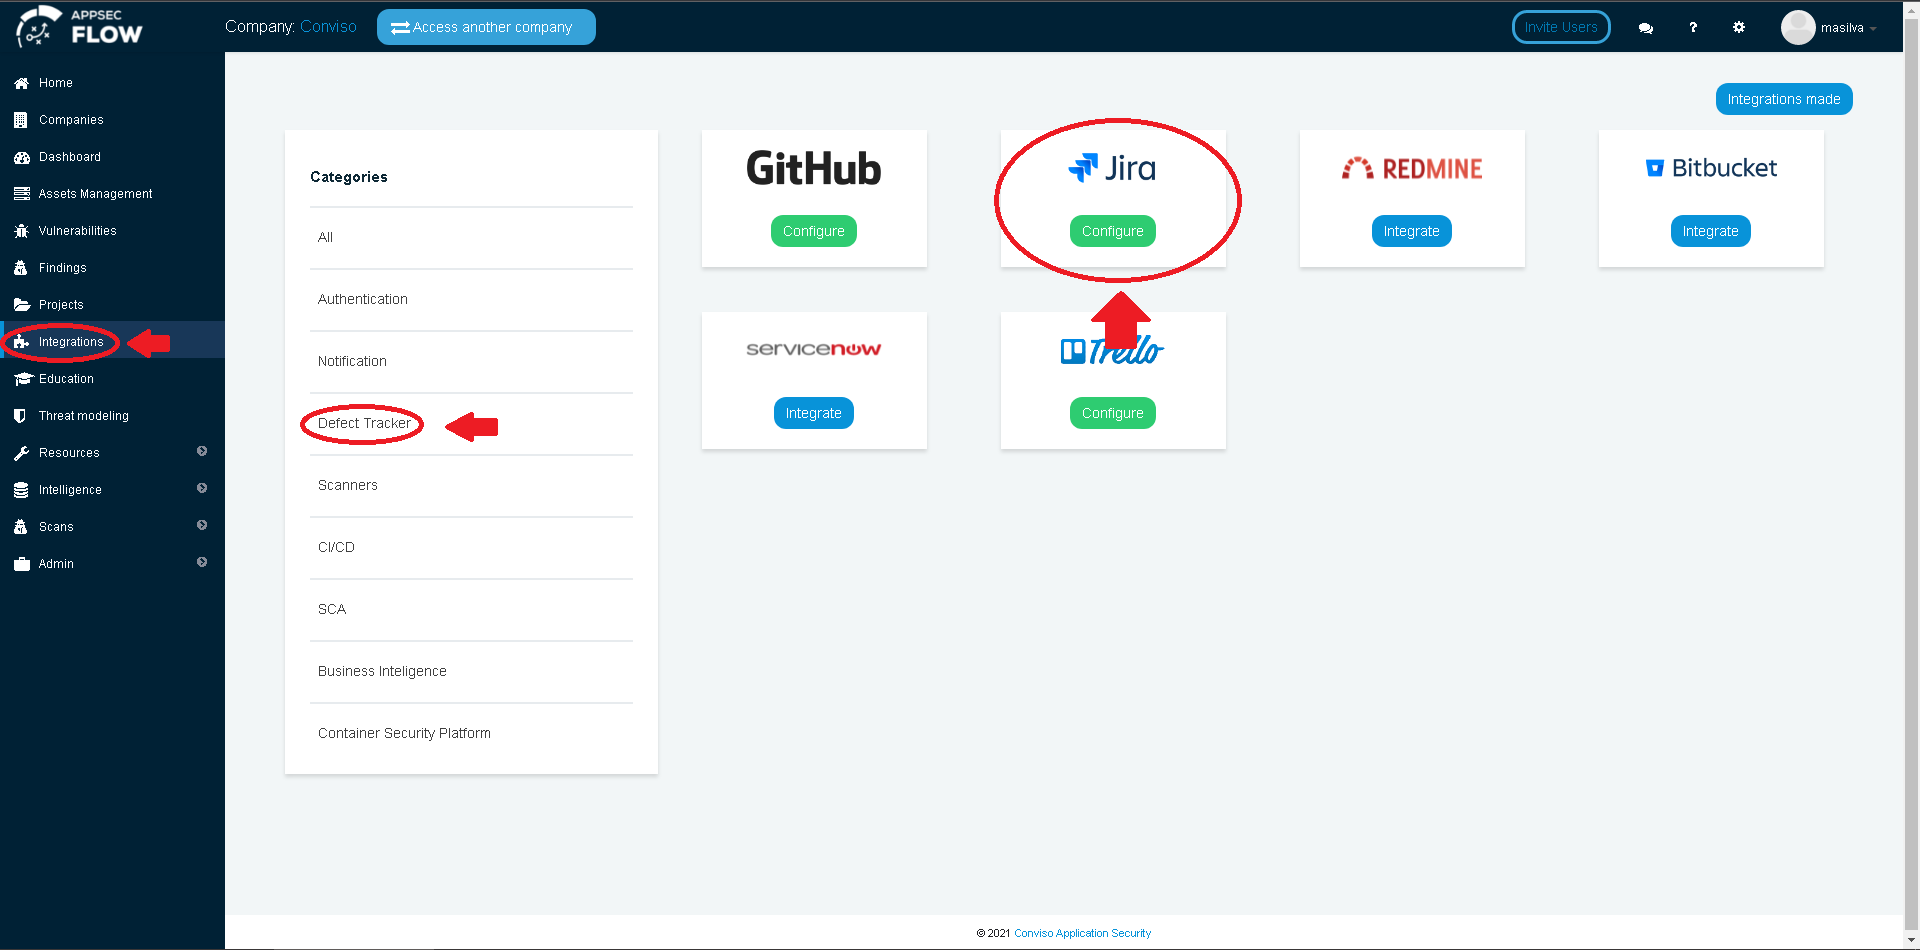 APPSEC
FLOW
Company: Conviso
Access another company
Invite Users
?
masilva
Home
Companies
Dashboard
Assets Management
Vulnerabilities
Findings
Projects
Integrations
Education
Threat modeling
Resources
Intelligence
Scans
Admin
Integrations made
Categories
All
Authentication
Notification
Defect Tracker
Scanners
CI/CD
SCA
Business Inteligence
Container Security Platform
GitHub
Configure
Jira
Configure
REDMINE
Integrate
Bitbucket
Integrate
servicenow
Integrate
Trello
Configure
© 2021 Conviso Application Security